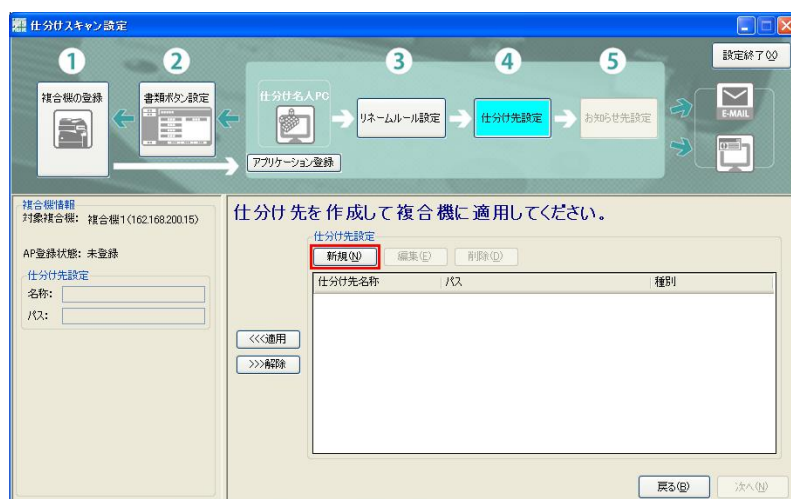 仕分けスキャン設定
設定終了(X)
1
2
3
4
5
複合機の登録
書類ボタン設定
仕分け名人PC
リネームルール設定
仕分け先設定
お知らせ先設定
E-MAIL
アプリケーション登録
複合機情報
対象複合機: 複合機1(162.168.200.15)
AP登録状態: 未登録
仕分け先設定
名称:
パス:
仕分け先を作成して複合機に適用してください。
仕分け先設定
新規(N) 編集(E) 削除(D)
仕分け先名称 パス 種別
<<<適用
>>>解除
戻る(B) 次へ(N)